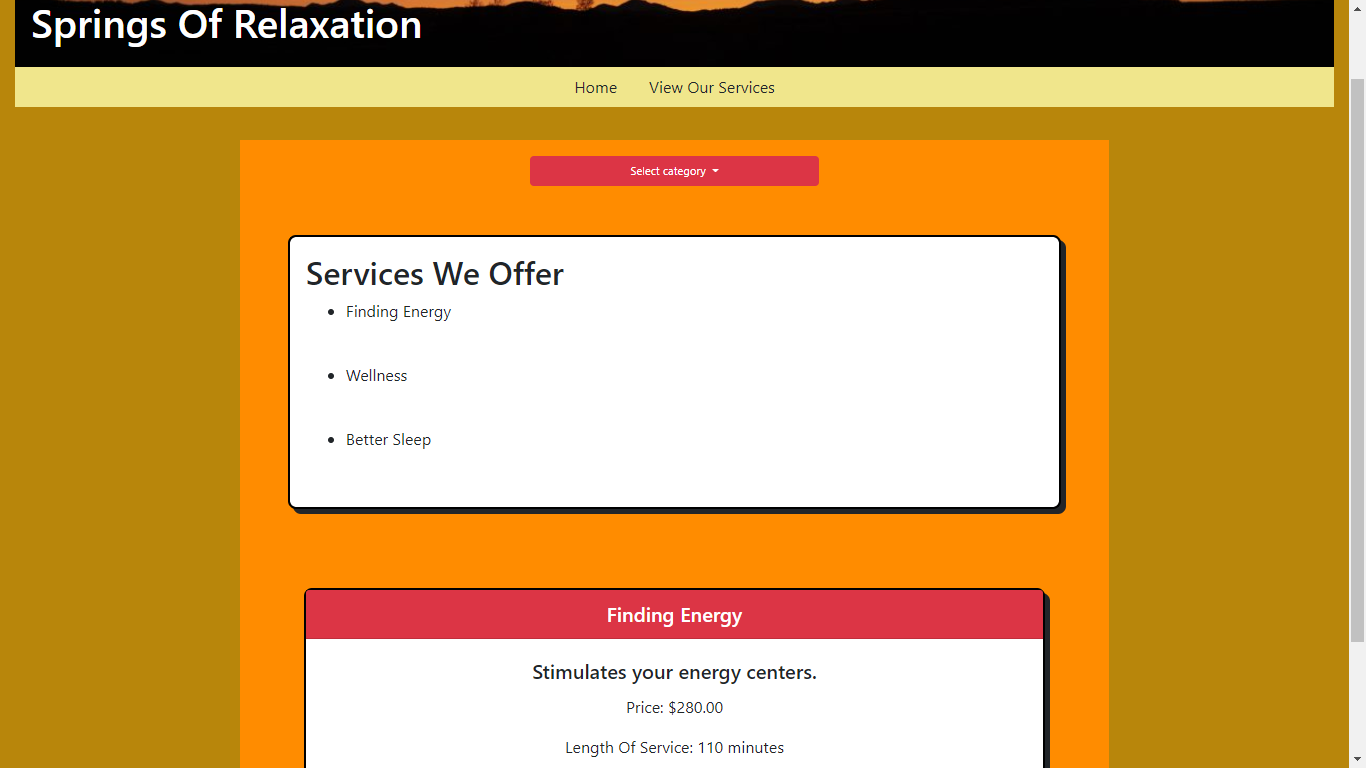 Springs Of Relaxation
Home View Our Services
Select category
Services We Offer
Finding Energy
Wellness
Better Sleep
Finding Energy
Stimulates your energy centers.
Price: $280.00
Length Of Service: 110 minutes